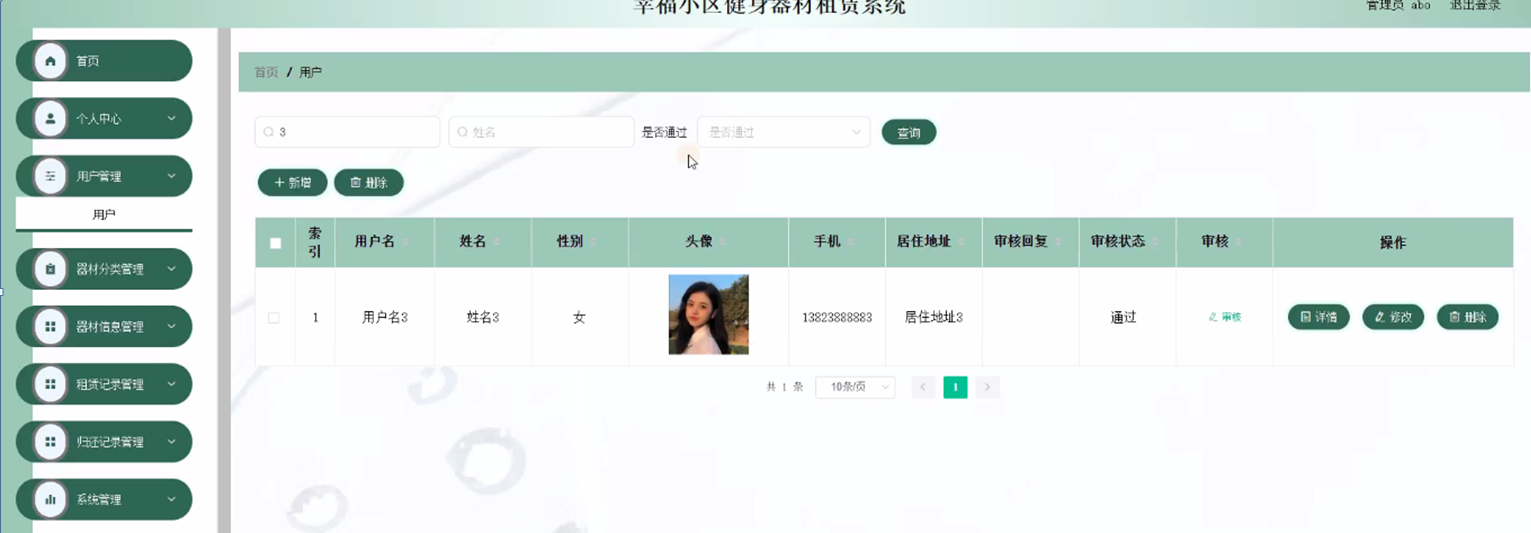 幸福小区健身器材租赁系统
管理员 abo 退出登录
首页
个人中心
用户管理
用户
器材分类管理
器材信息管理
租赁记录管理
归还记录管理
系统管理
首页 / 用户
3 姓名 是否通过 是否通过 查询
新增 删除
索引 用户名 姓名 性别 头像 手机 居住地址 审核回复 审核状态 审核 操作
1 用户名3 姓名3 女 13823888883 居住地址3 通过 审核 详情 修改 删除
共 1 条 10条/页 1